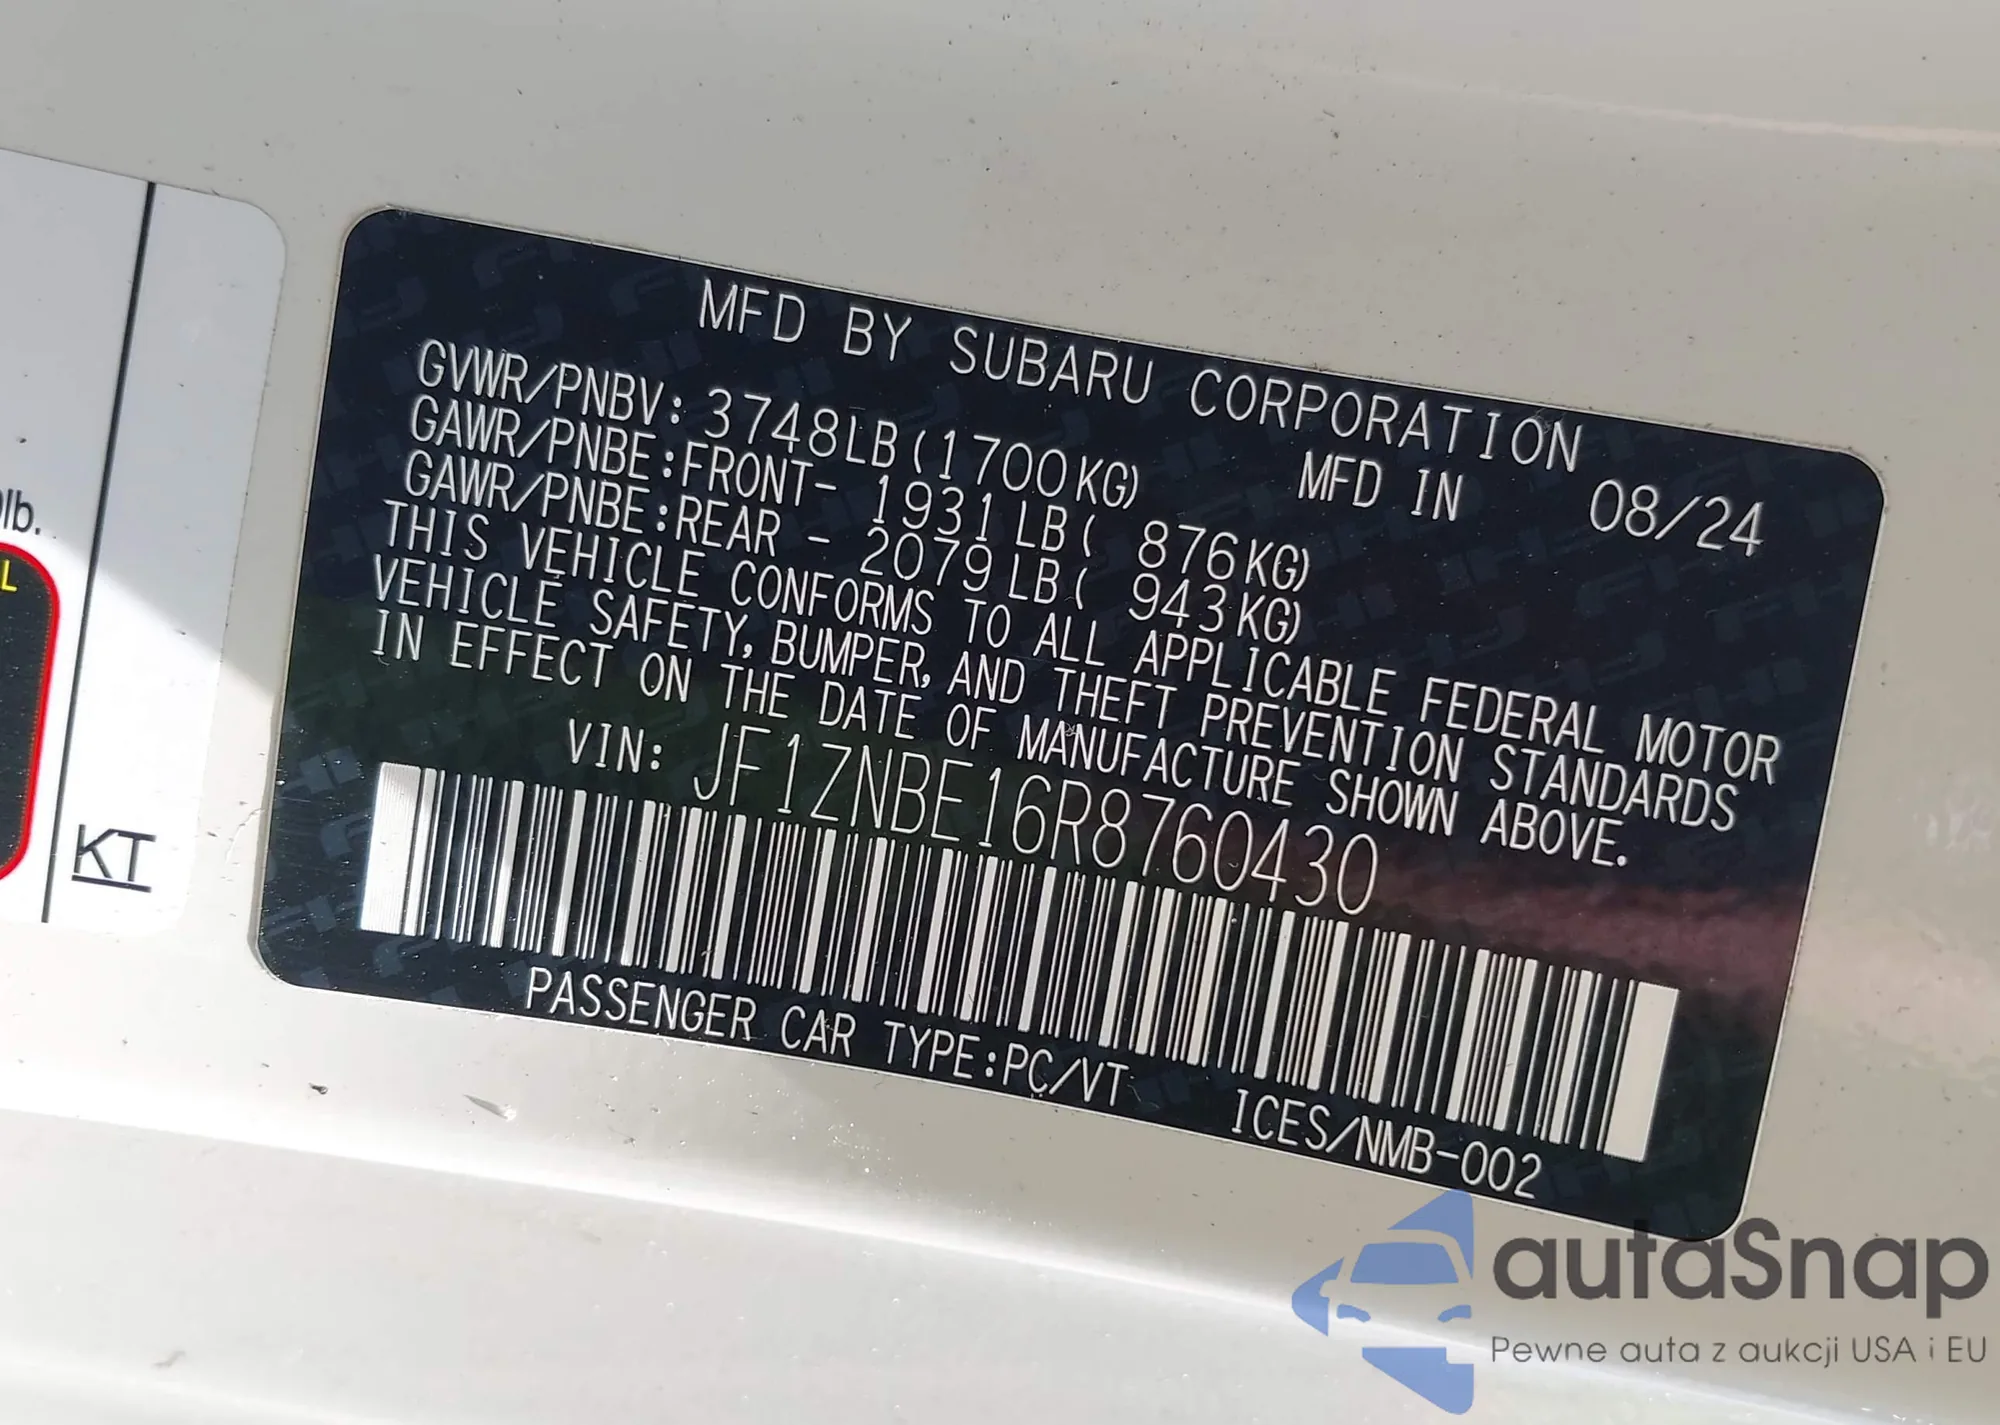 MFD BY SUBARU CORPORATION
GVWR/PNBV: 3748LB(1700KG) MFD IN 08/24
GAWR/PNBE:FRONT- 1931LB( 876KG)
GAWR/PNBE:REAR - 2079LB( 943KG)
THIS VEHICLE CONFORMS TO ALL APPLICABLE FEDERAL MOTOR
VEHICLE SAFETY, BUMPER, AND THEFT PREVENTION STANDARDS
IN EFFECT ON THE DATE OF MANUFACTURE SHOWN ABOVE.
VIN: JF1ZNBE16R8760430
PASSENGER CAR TYPE:PC/VT ICES/NMB-002
lb.
L
KT
autaSnap
Pewne auta z aukcji USA i EU